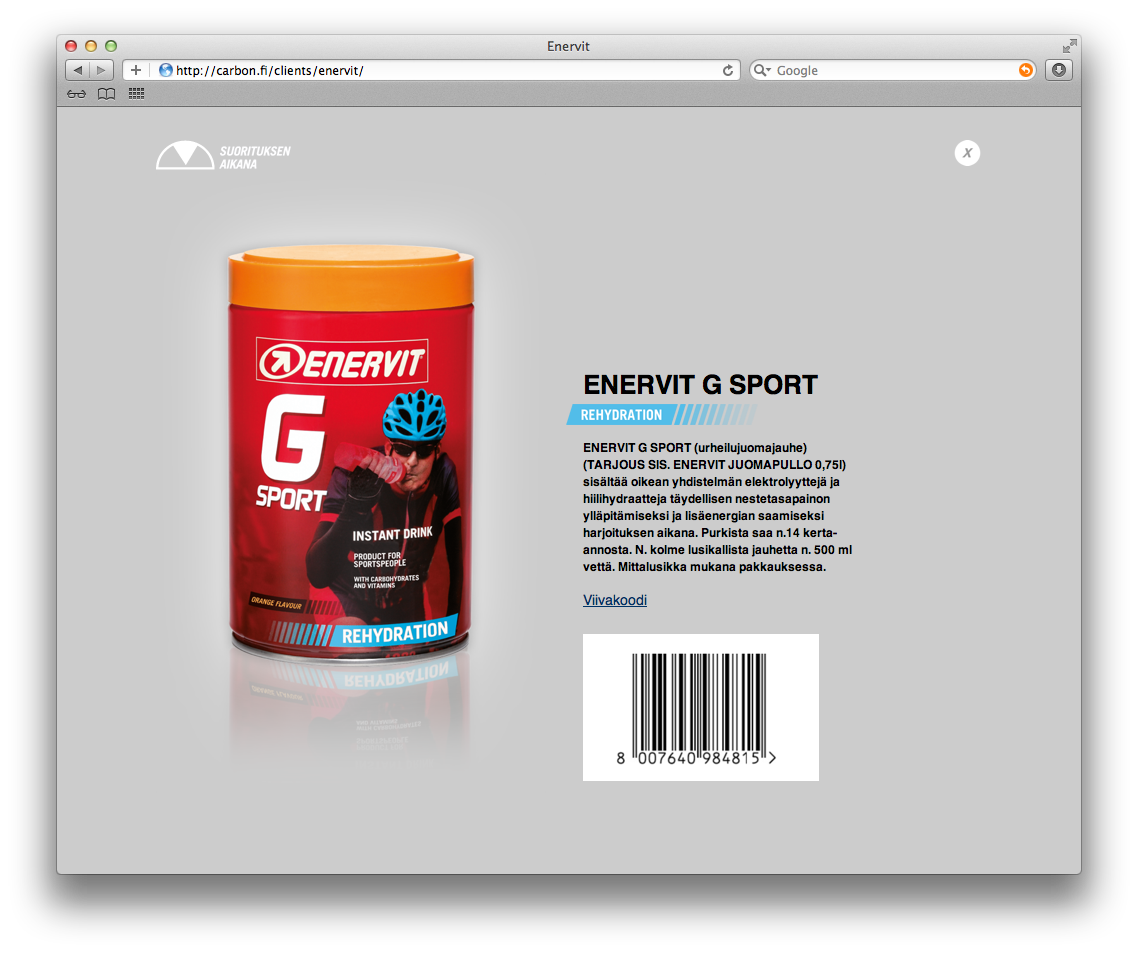 Enervit
http://carbon.fi/clients/enervit/
Google
SUORITUKSEN
AIKANA
X
ENERVIT
G
SPORT
INSTANT DRINK
PRODUCT FOR
SPORTSPEOPLE
WITH CARBOHYDRATES
AND VITAMINS
ORANGE FLAVOUR
REHYDRATION
ENERVIT G SPORT
REHYDRATION
ENERVIT G SPORT (urheilujuomajauhe)
(TARJOUS SIS. ENERVIT JUOMAPULLO 0,75l)
sisältää oikean yhdistelmän elektrolyyttejä ja
hiilihydraatteja täydellisen nestetasapainon
ylläpitämiseksi ja lisäenergian saamiseksi
harjoituksen aikana. Purkista saa n.14 kerta-
annosta. N. kolme lusikallista jauhetta n. 500 ml
vettä. Mittalusikka mukana pakkauksessa.
Viivakoodi
8 007640 984815 >